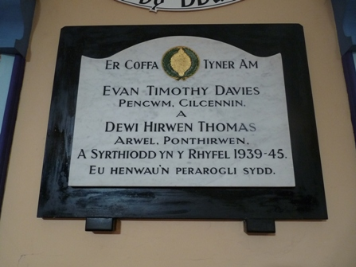 Er Coffa Tyner Am
Evan Timothy Davies
Pencwm, Cilcennin.
A
Dewi Hirwen Thomas
Arwel, Ponthirwen,
A Syrthiodd yn y Rhyfel 1939-45.
Eu henwau'n perarogli sydd.